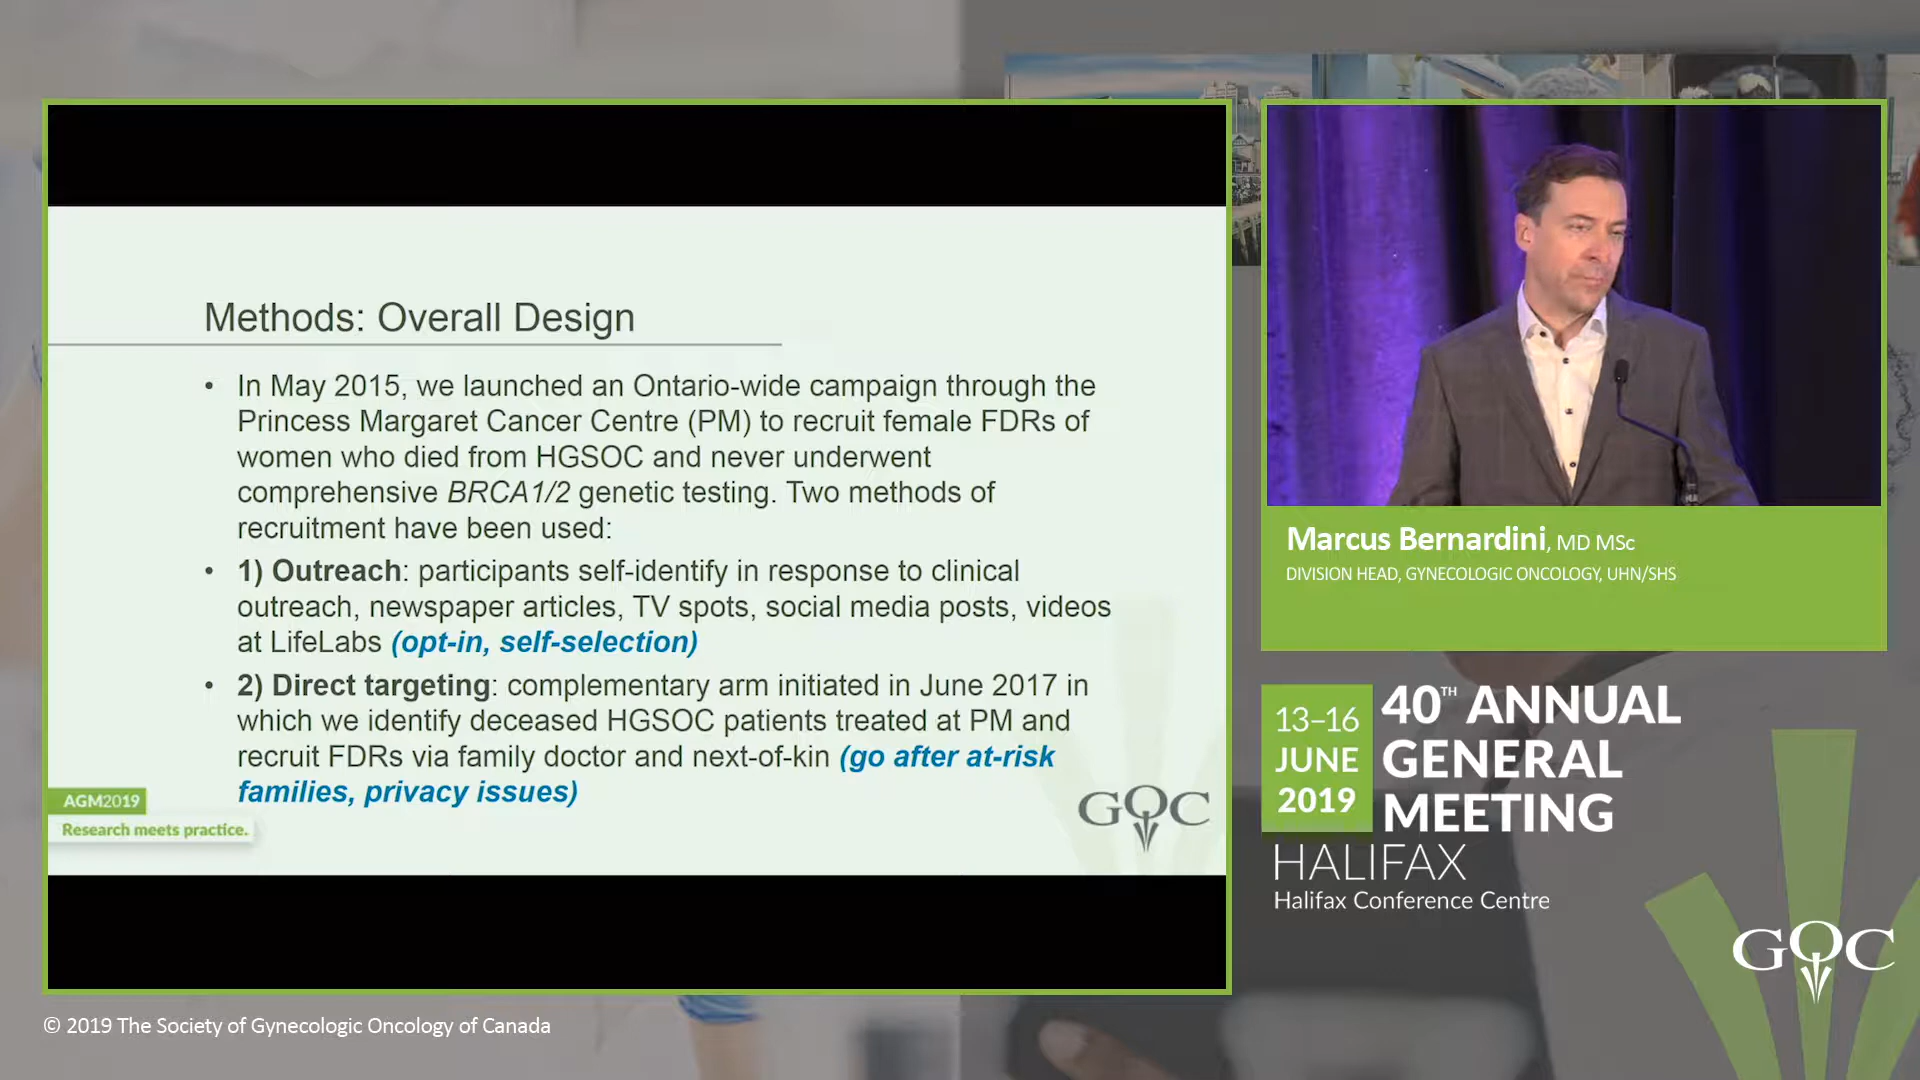 Methods: Overall Design
• In May 2015, we launched an Ontario-wide campaign through the
Princess Margaret Cancer Centre (PM) to recruit female FDRs of
women who died from HGSOC and never underwent
comprehensive BRCA1/2 genetic testing. Two methods of
recruitment have been used:
• 1) Outreach: participants self-identify in response to clinical
outreach, newspaper articles, TV spots, social media posts, videos
at LifeLabs (opt-in, self-selection)
• 2) Direct targeting: complementary arm initiated in June 2017 in
which we identify deceased HGSOC patients treated at PM and
recruit FDRs via family doctor and next-of-kin (go after at-risk
families, privacy issues)
AGM2019
Research meets practice.
GOC
Marcus Bernardini, MD MSc
DIVISION HEAD, GYNECOLOGIC ONCOLOGY, UHN/SHS
13–16
JUNE
2019
40TH ANNUAL
GENERAL
MEETING
HALIFAX
Halifax Conference Centre
GOC
© 2019 The Society of Gynecologic Oncology of Canada